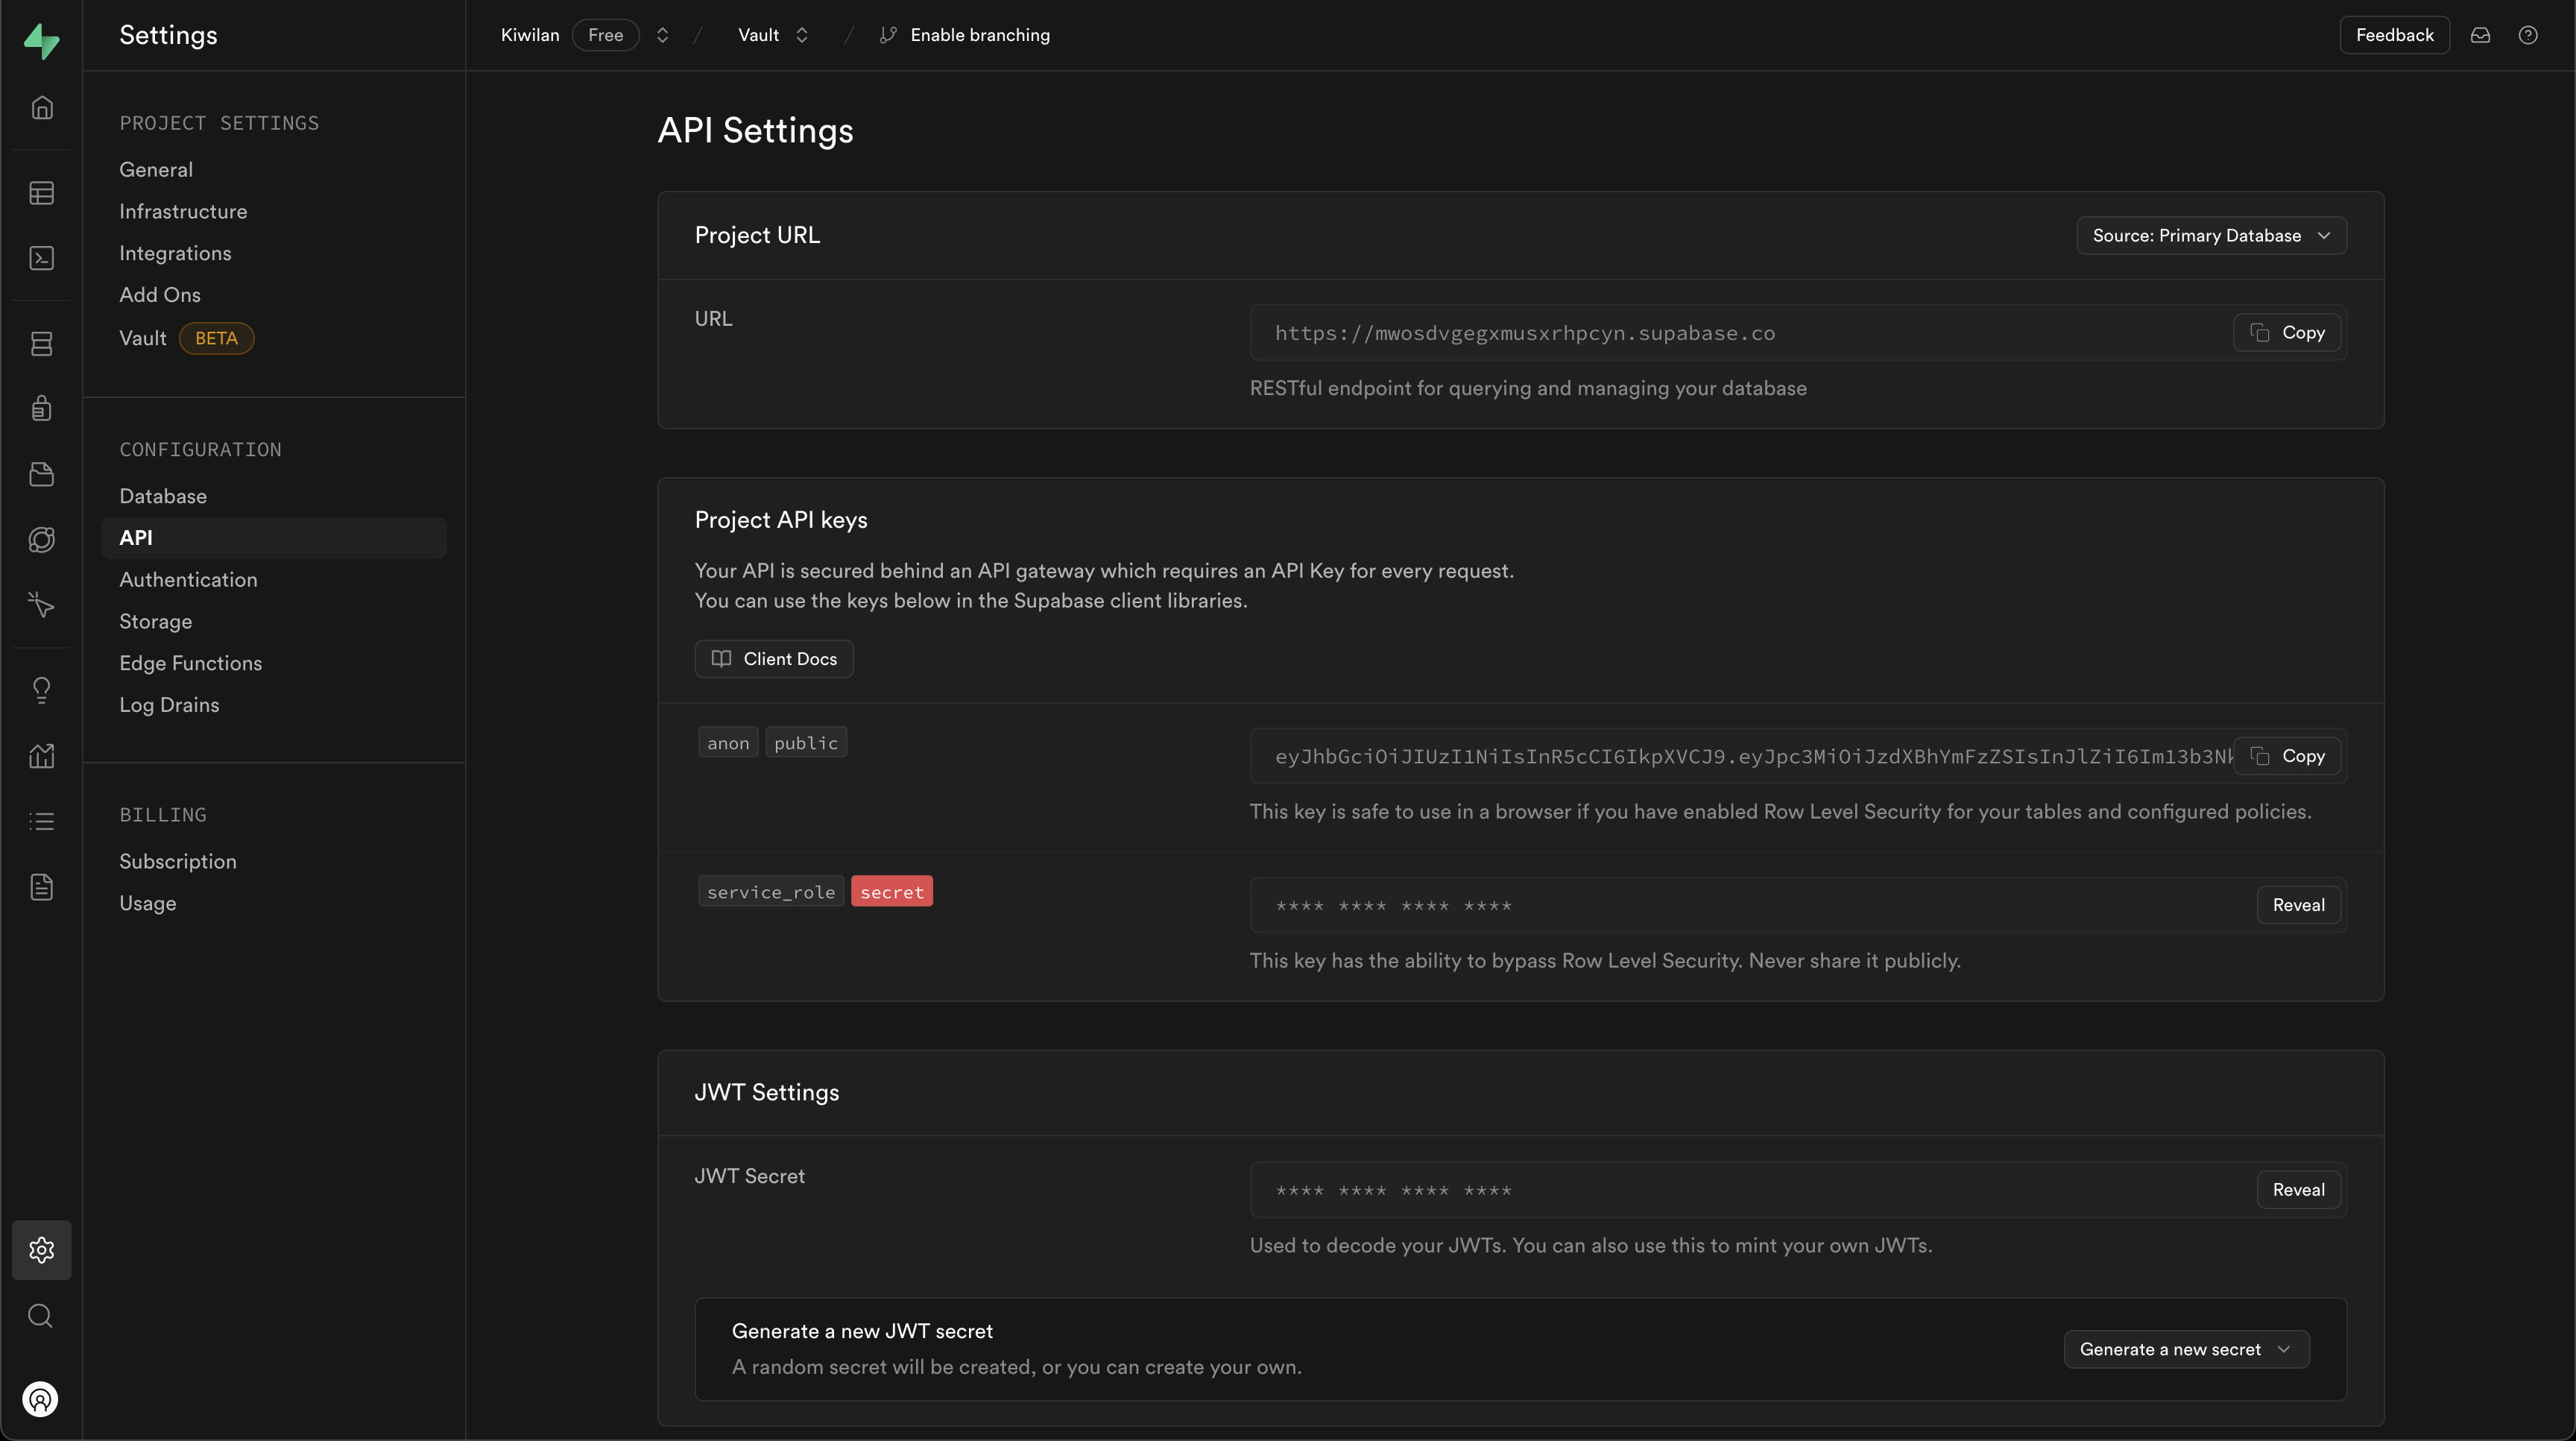 Settings
Kiwilan Free / Vault / Enable branching
Feedback
PROJECT SETTINGS
General
Infrastructure
Integrations
Add Ons
Vault BETA
CONFIGURATION
Database
API
Authentication
Storage
Edge Functions
Log Drains
BILLING
Subscription
Usage
API Settings
Project URL
Source: Primary Database
URL
https://mwosdvgegxmusxrhpcyn.supabase.co
Copy
RESTful endpoint for querying and managing your database
Project API keys
Your API is secured behind an API gateway which requires an API Key for every request.
You can use the keys below in the Supabase client libraries.
Client Docs
anon public
eyJhbGciOiJIUzI1NiIsInR5cCI6IkpXVCJ9.eyJpc3MiOiJzdXBhYmFzZSIsInJlZiI6Im13b3Nk
Copy
This key is safe to use in a browser if you have enabled Row Level Security for your tables and configured policies.
service_role secret
**** **** **** ****
Reveal
This key has the ability to bypass Row Level Security. Never share it publicly.
JWT Settings
JWT Secret
**** **** **** ****
Reveal
Used to decode your JWTs. You can also use this to mint your own JWTs.
Generate a new JWT secret
A random secret will be created, or you can create your own.
Generate a new secret